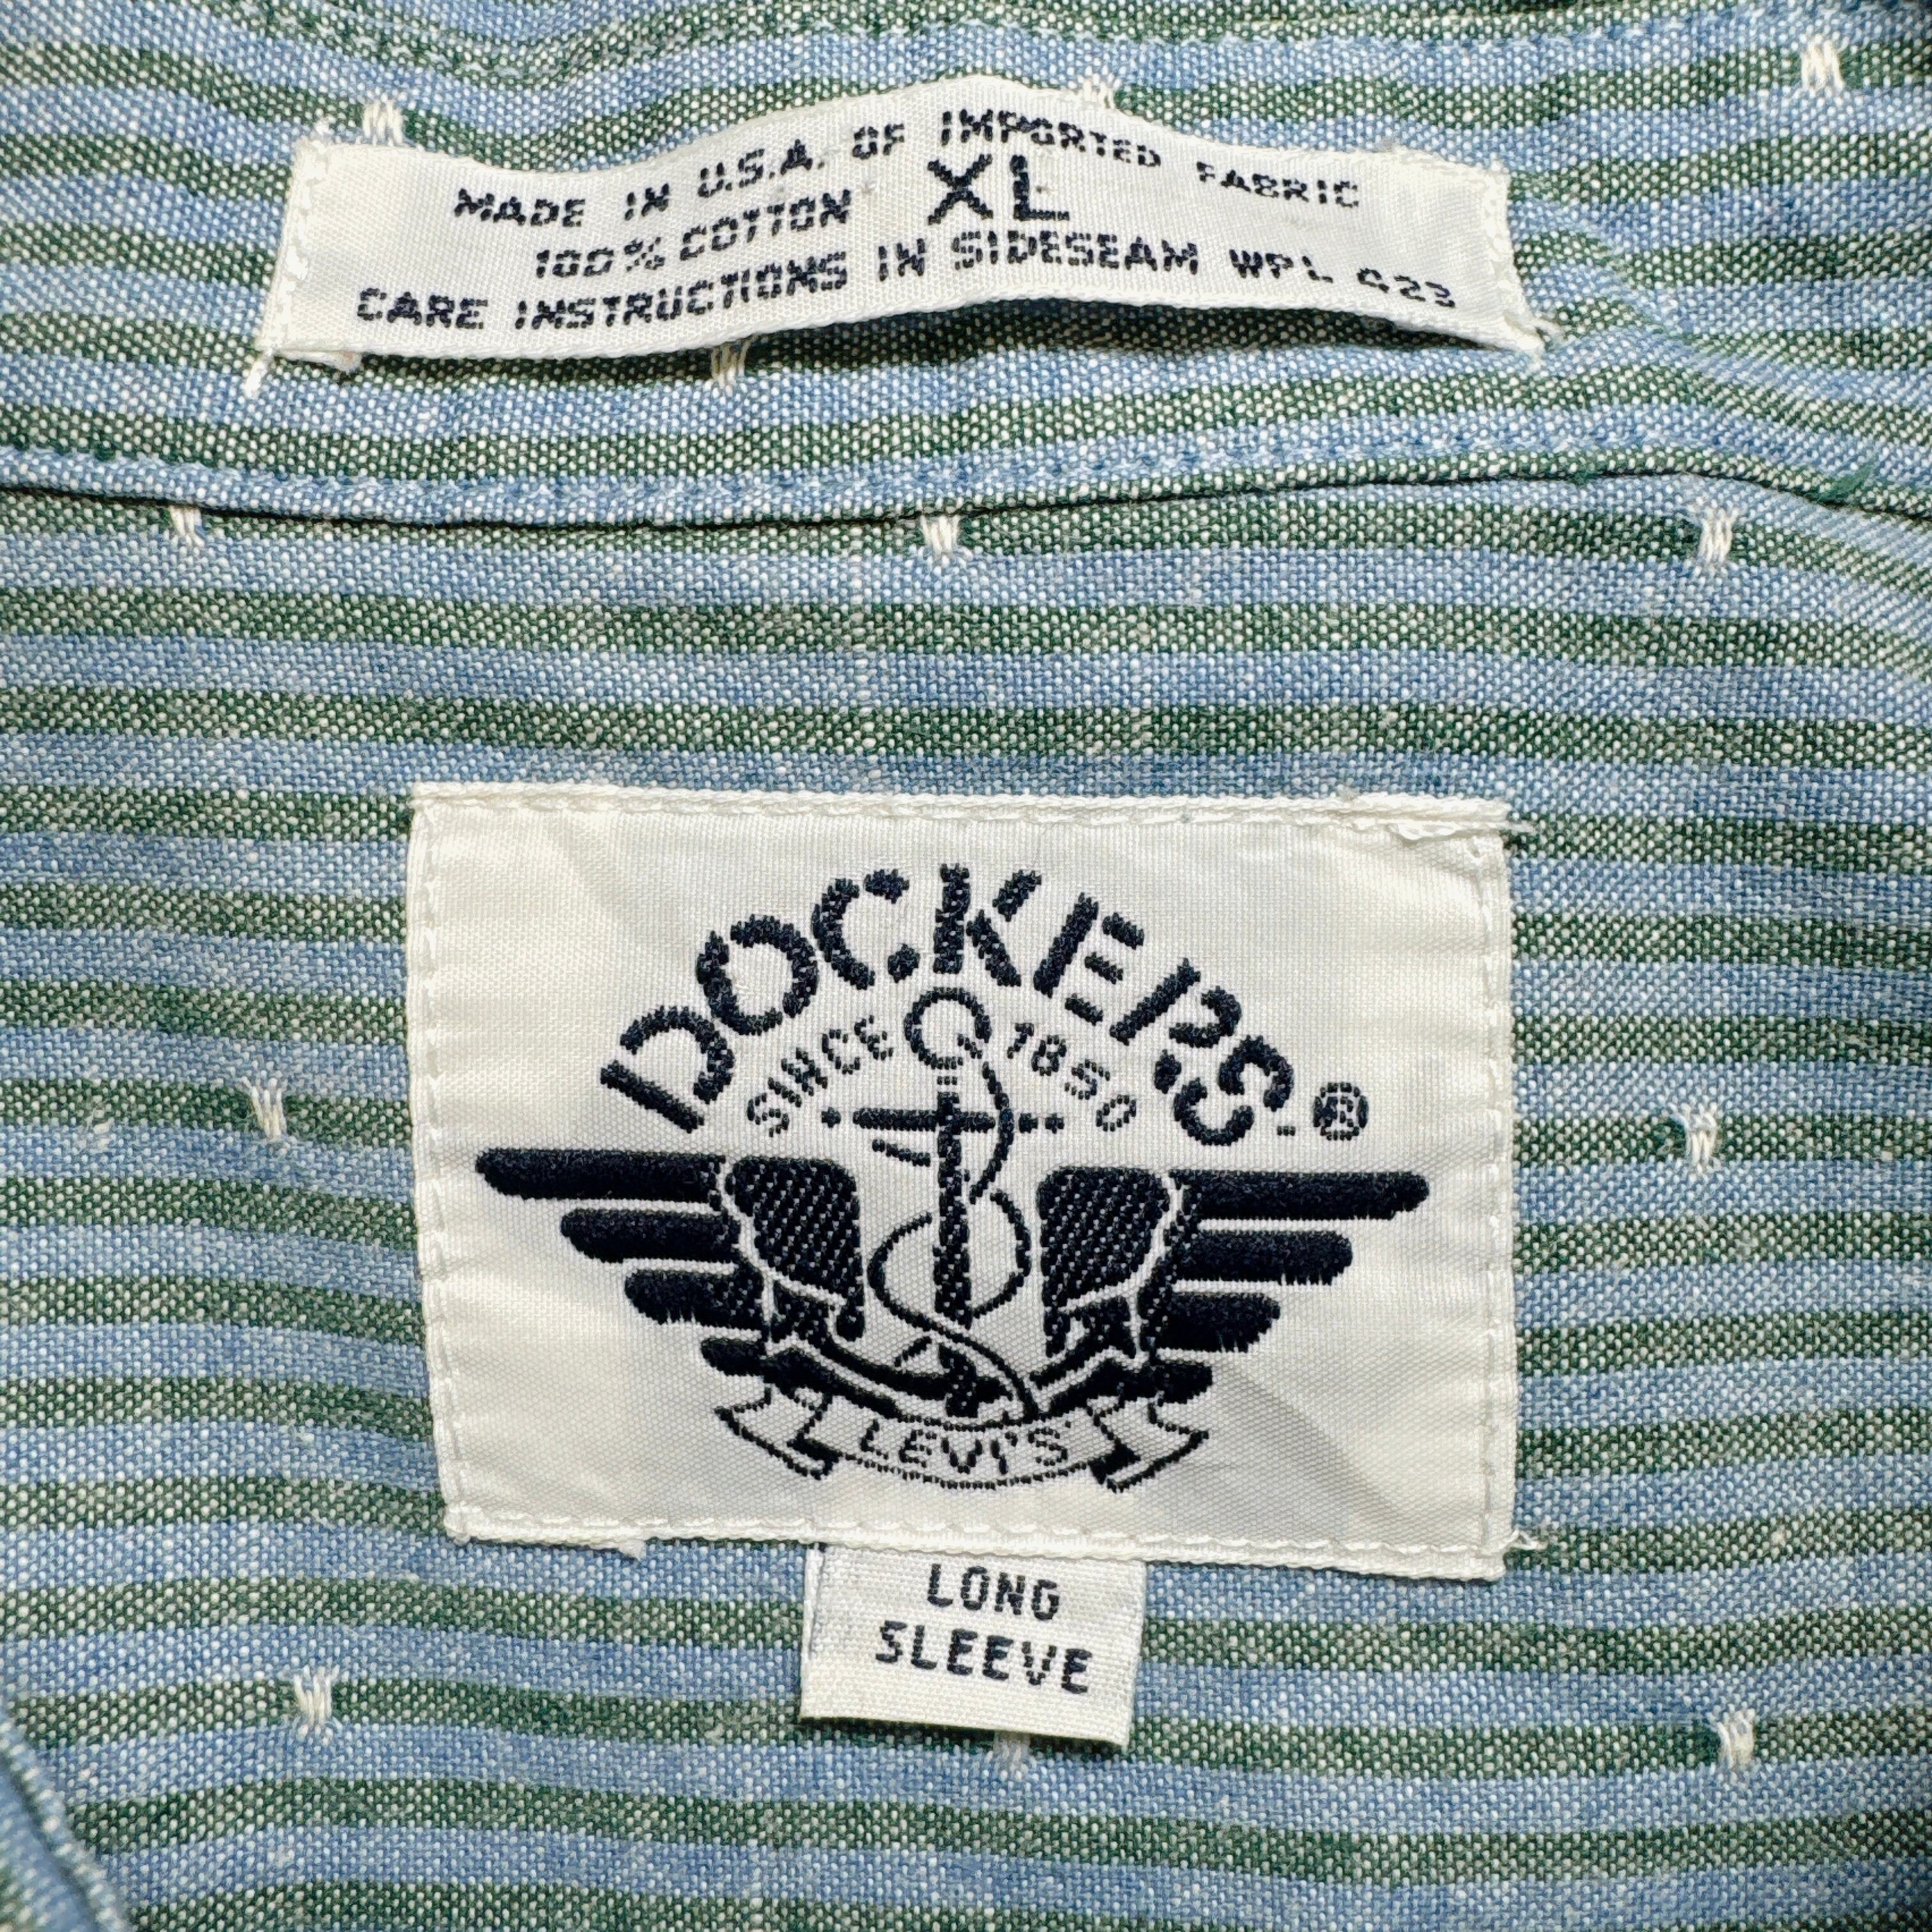 MADE IN U.S.A. OF IMPORTED FABRIC
100% COTTON XL
CARE INSTRUCTIONS IN SIDESEAM WPL 423
DOCKERS®
SINCE 1850
LEVI'S
LONG
SLEEVE